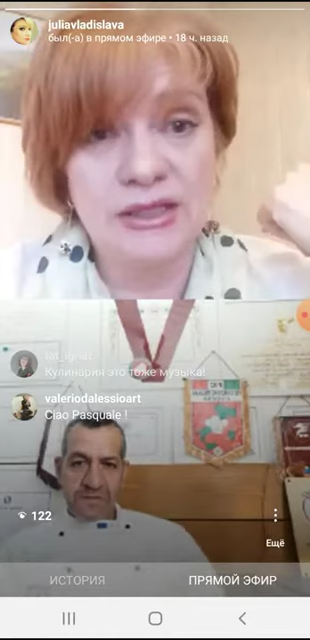 juliavladislava
был(-а) в прямом эфире • 18 ч. назад
Кулинария это тоже музыка!
valeriodalessioart
Ciao Pasquale !
122
Ещё
ИСТОРИЯ
ПРЯМОЙ ЭФИР